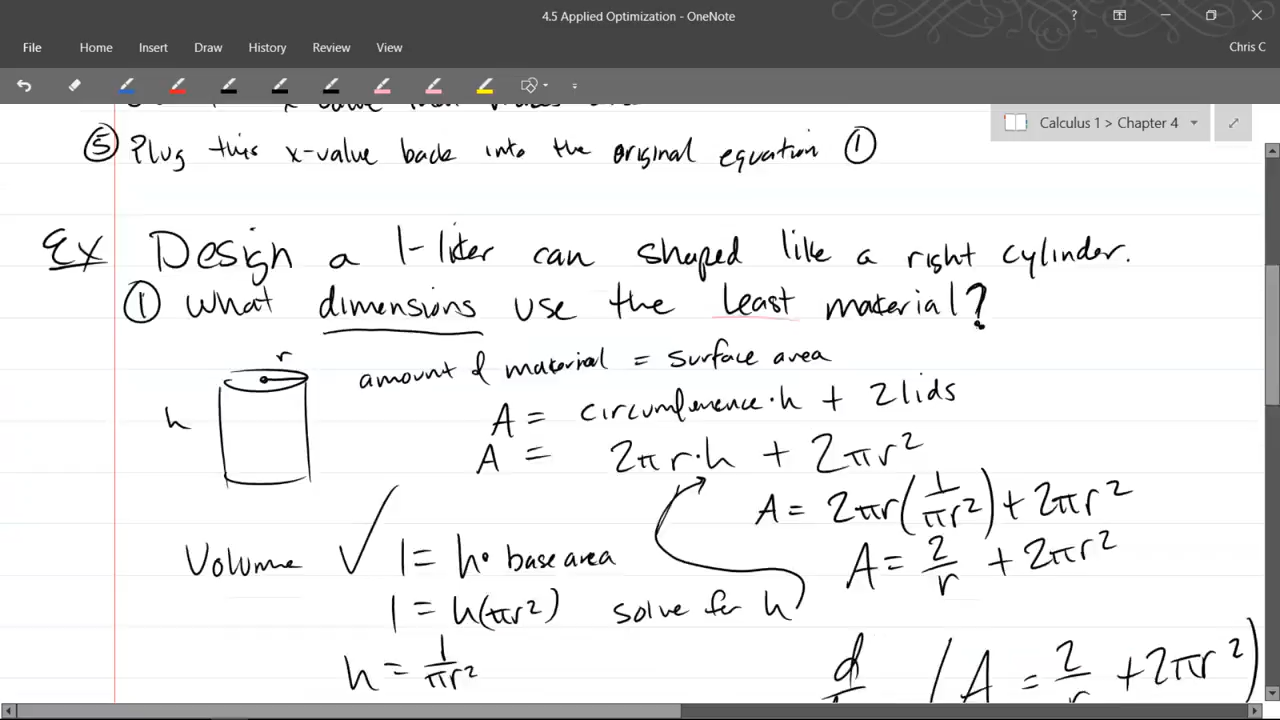 4.5 Applied Optimization - OneNote
File Home Insert Draw History Review View
Chris C
Calculus 1 > Chapter 4
⑤ Plug this x-value back into the original equation ①
Ex Design a 1-liter can shaped like a right cylinder.
① What dimensions use the least material?
r
h
amount of material = surface area
A = circumference·h + 2 lids
A = 2πr·h + 2πr²
A = 2πr(1/πr²) + 2πr²
A = 2/r + 2πr²
Volume √ 1 = h·base area
1 = h(πr²) solve for h
h = 1/πr²
d (A = 2/r + 2πr²)